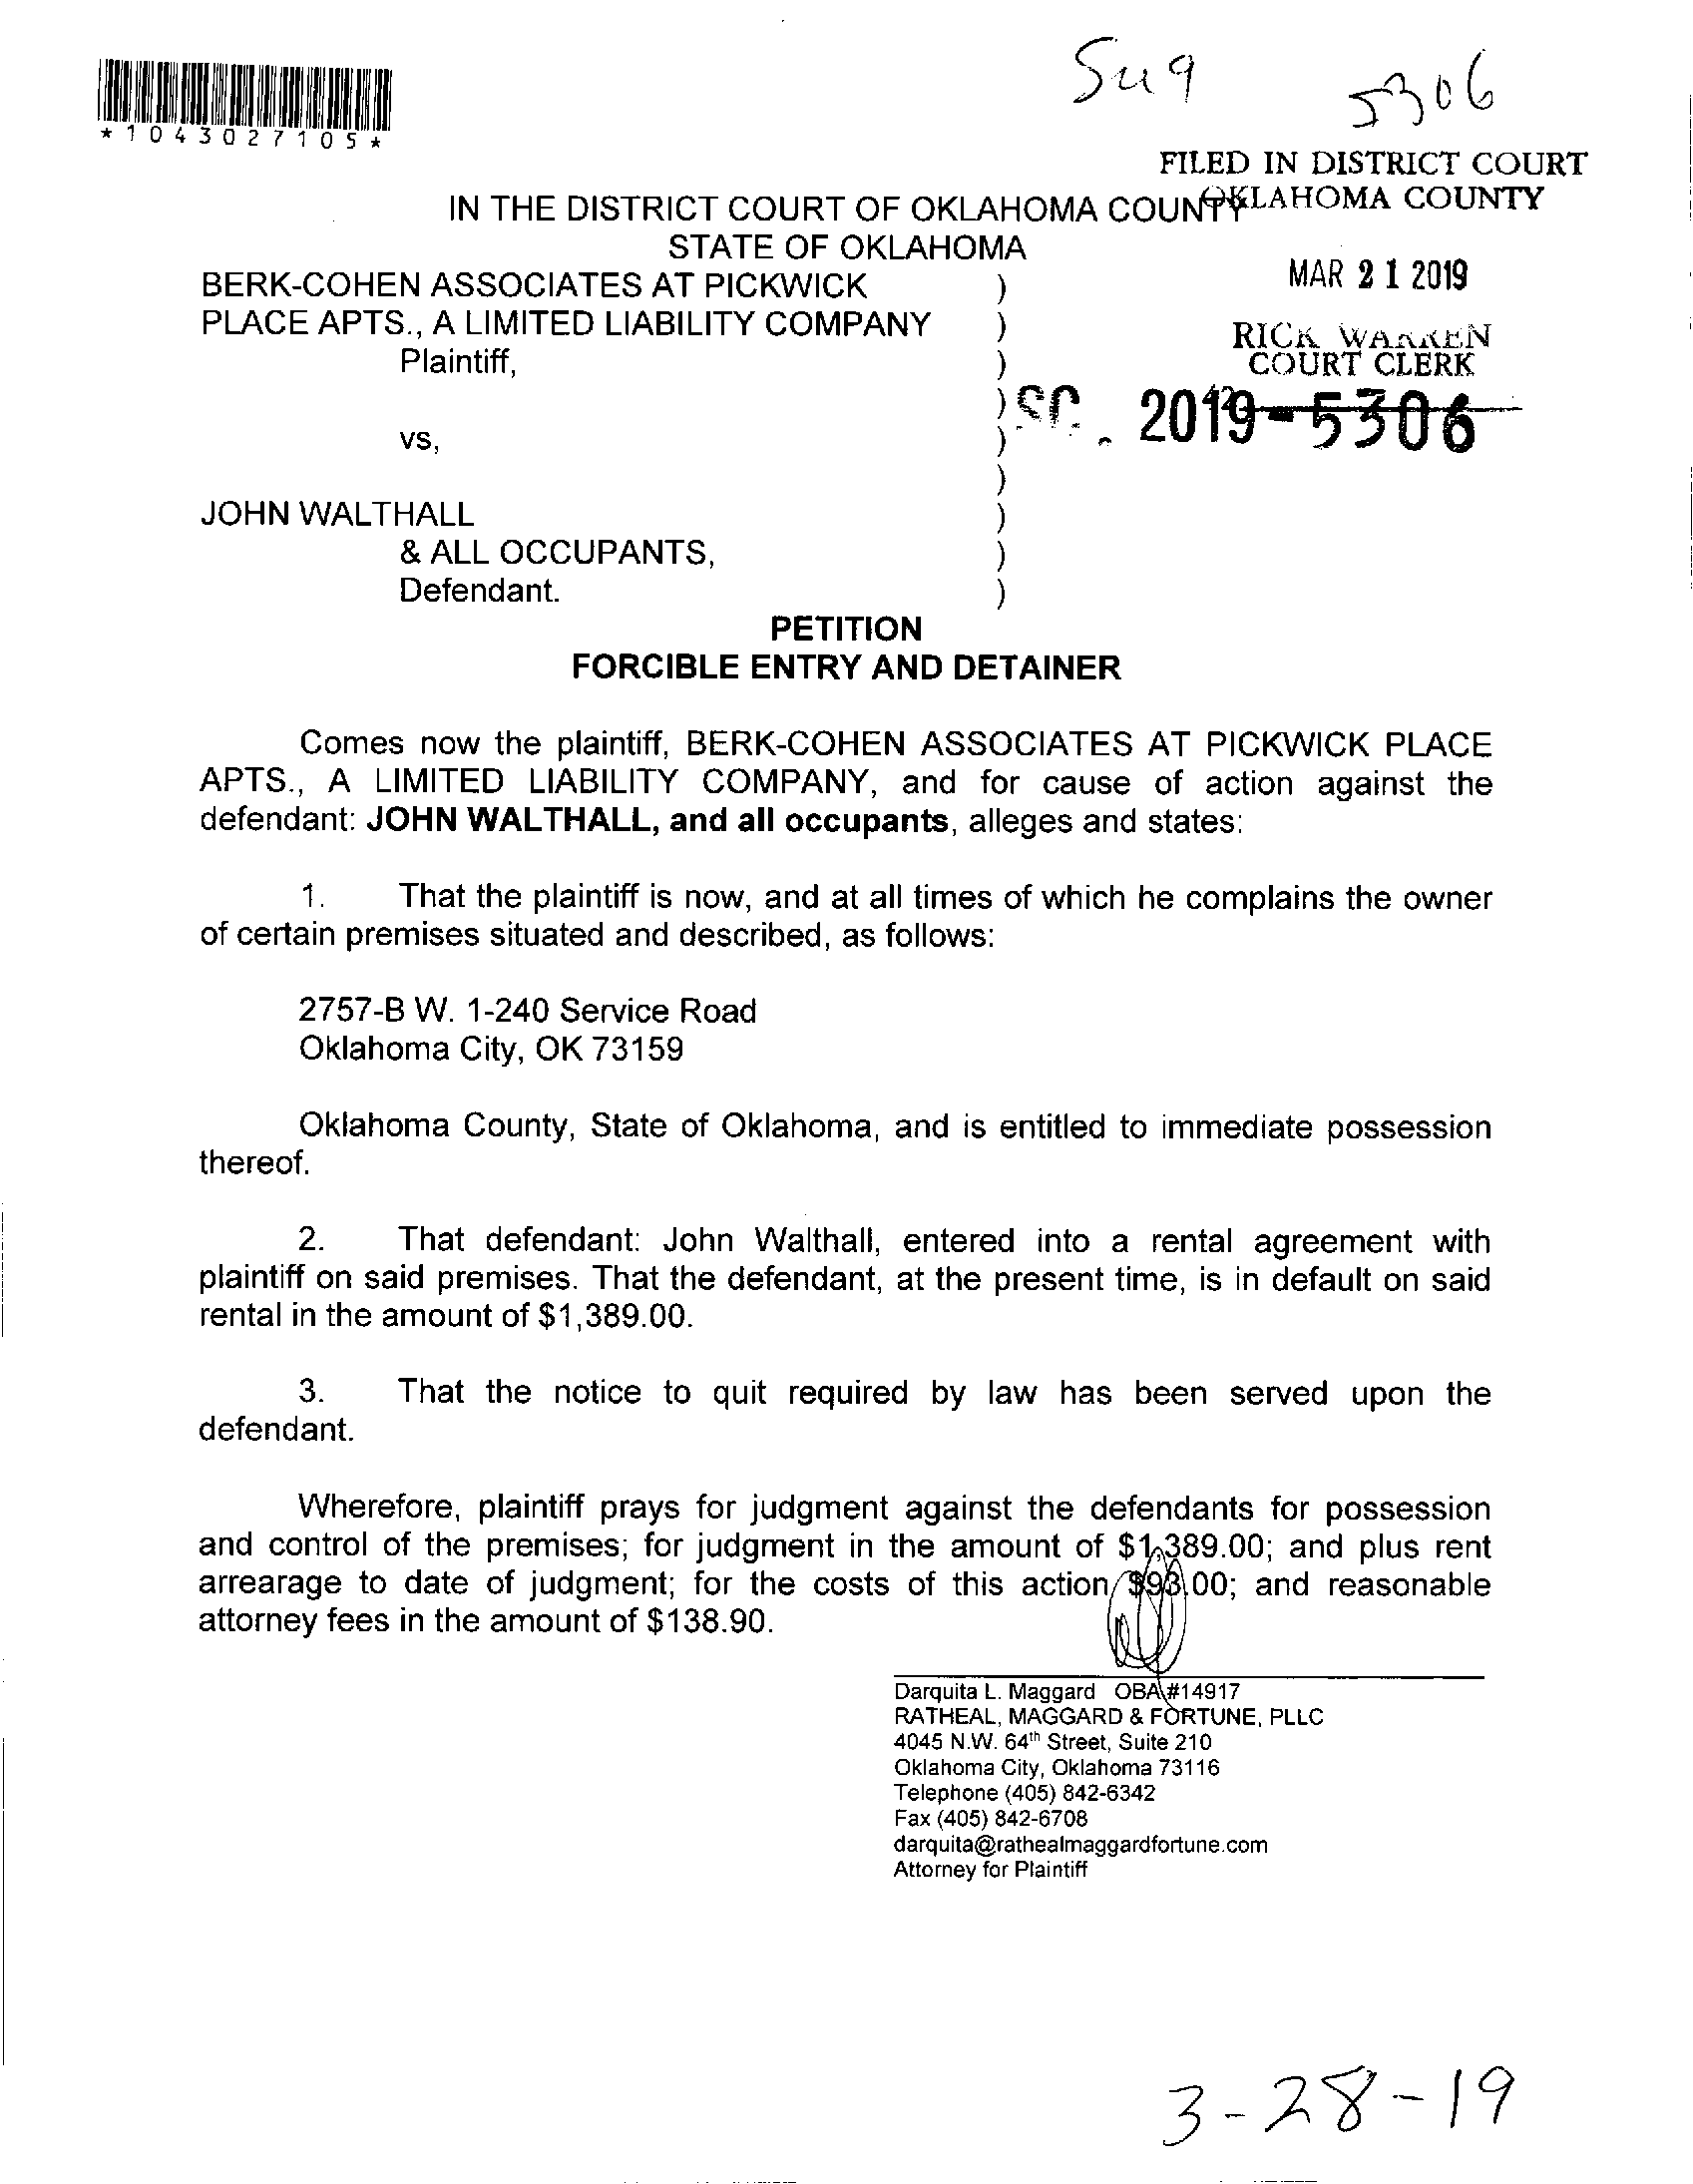 Sug 5306
*1043027105*
FILED IN DISTRICT COURT
OKLAHOMA COUNTY
IN THE DISTRICT COURT OF OKLAHOMA COUNTY
STATE OF OKLAHOMA
MAR 21 2019
BERK-COHEN ASSOCIATES AT PICKWICK )
PLACE APTS., A LIMITED LIABILITY COMPANY )
RICK WARREN
COURT CLERK
Plaintiff, )
) SC. 2019-5306
vs, )
)
JOHN WALTHALL )
& ALL OCCUPANTS, )
Defendant. )
PETITION
FORCIBLE ENTRY AND DETAINER
Comes now the plaintiff, BERK-COHEN ASSOCIATES AT PICKWICK PLACE
APTS., A LIMITED LIABILITY COMPANY, and for cause of action against the
defendant: JOHN WALTHALL, and all occupants, alleges and states:
1. That the plaintiff is now, and at all times of which he complains the owner
of certain premises situated and described, as follows:
2757-B W. 1-240 Service Road
Oklahoma City, OK 73159
Oklahoma County, State of Oklahoma, and is entitled to immediate possession
thereof.
2. That defendant: John Walthall, entered into a rental agreement with
plaintiff on said premises. That the defendant, at the present time, is in default on said
rental in the amount of $1,389.00.
3. That the notice to quit required by law has been served upon the
defendant.
Wherefore, plaintiff prays for judgment against the defendants for possession
and control of the premises; for judgment in the amount of $1,389.00; and plus rent
arrearage to date of judgment; for the costs of this action $93.00; and reasonable
attorney fees in the amount of $138.90.
Darquita L. Maggard OBA #14917
RATHEAL, MAGGARD & FORTUNE, PLLC
4045 N.W. 64th Street, Suite 210
Oklahoma City, Oklahoma 73116
Telephone (405) 842-6342
Fax (405) 842-6708
darquita@rathealmaggardfortune.com
Attorney for Plaintiff
3-28-19